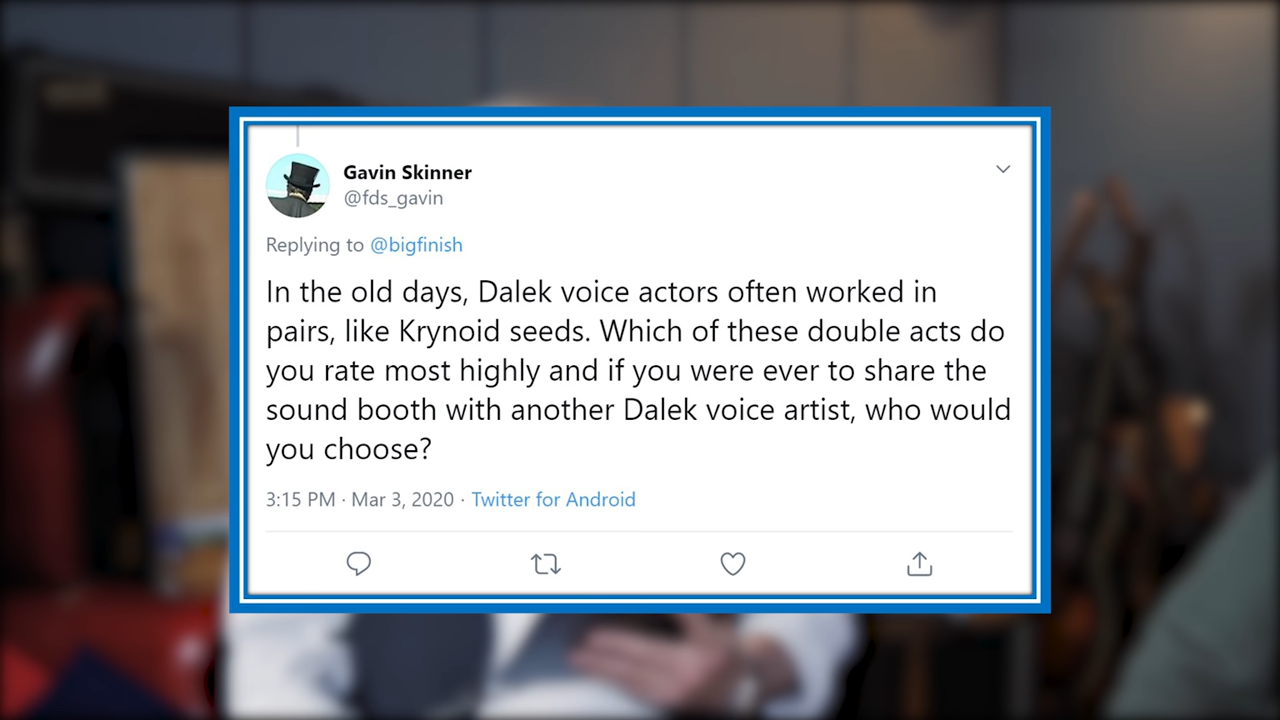 Gavin Skinner
@fds_gavin
Replying to @bigfinish
In the old days, Dalek voice actors often worked in
pairs, like Krynoid seeds. Which of these double acts do
you rate most highly and if you were ever to share the
sound booth with another Dalek voice artist, who would
you choose?
3:15 PM · Mar 3, 2020 · Twitter for Android